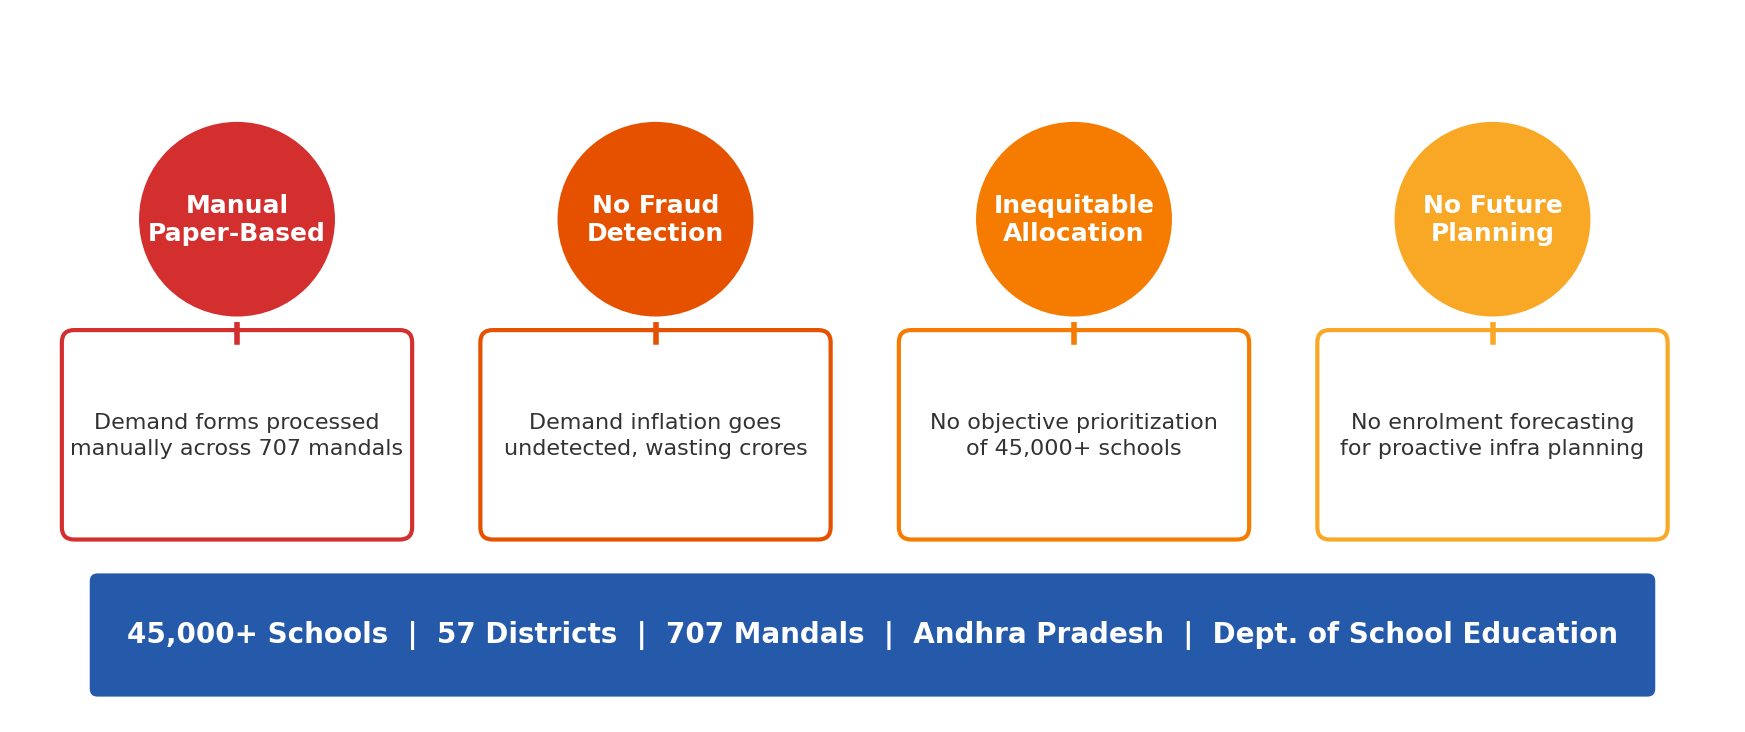 Manual
Paper-Based
No Fraud
Detection
Inequitable
Allocation
No Future
Planning
Demand forms processed
manually across 707 mandals
Demand inflation goes
undetected, wasting crores
No objective prioritization
of 45,000+ schools
No enrolment forecasting
for proactive infra planning
45,000+ Schools | 57 Districts | 707 Mandals | Andhra Pradesh | Dept. of School Education